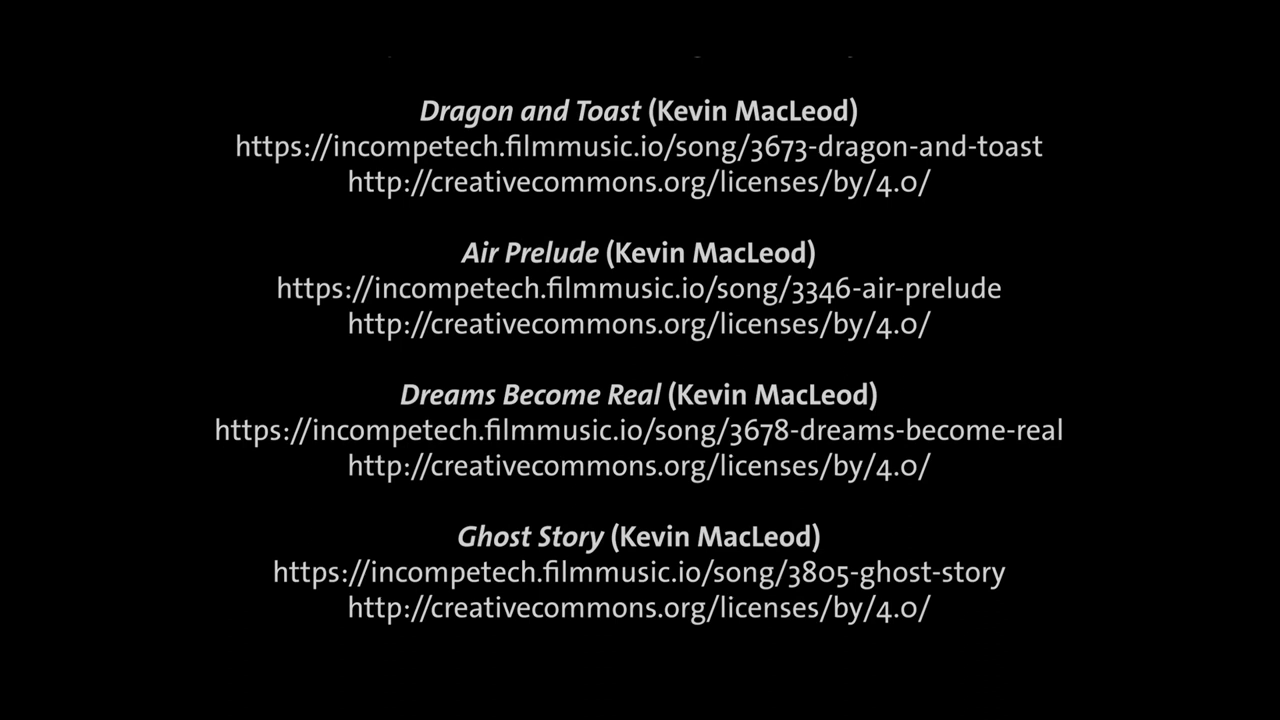 Dragon and Toast (Kevin MacLeod)
https://incompetech.filmmusic.io/song/3673-dragon-and-toast
http://creativecommons.org/licenses/by/4.0/
Air Prelude (Kevin MacLeod)
https://incompetech.filmmusic.io/song/3346-air-prelude
http://creativecommons.org/licenses/by/4.0/
Dreams Become Real (Kevin MacLeod)
https://incompetech.filmmusic.io/song/3678-dreams-become-real
http://creativecommons.org/licenses/by/4.0/
Ghost Story (Kevin MacLeod)
https://incompetech.filmmusic.io/song/3805-ghost-story
http://creativecommons.org/licenses/by/4.0/